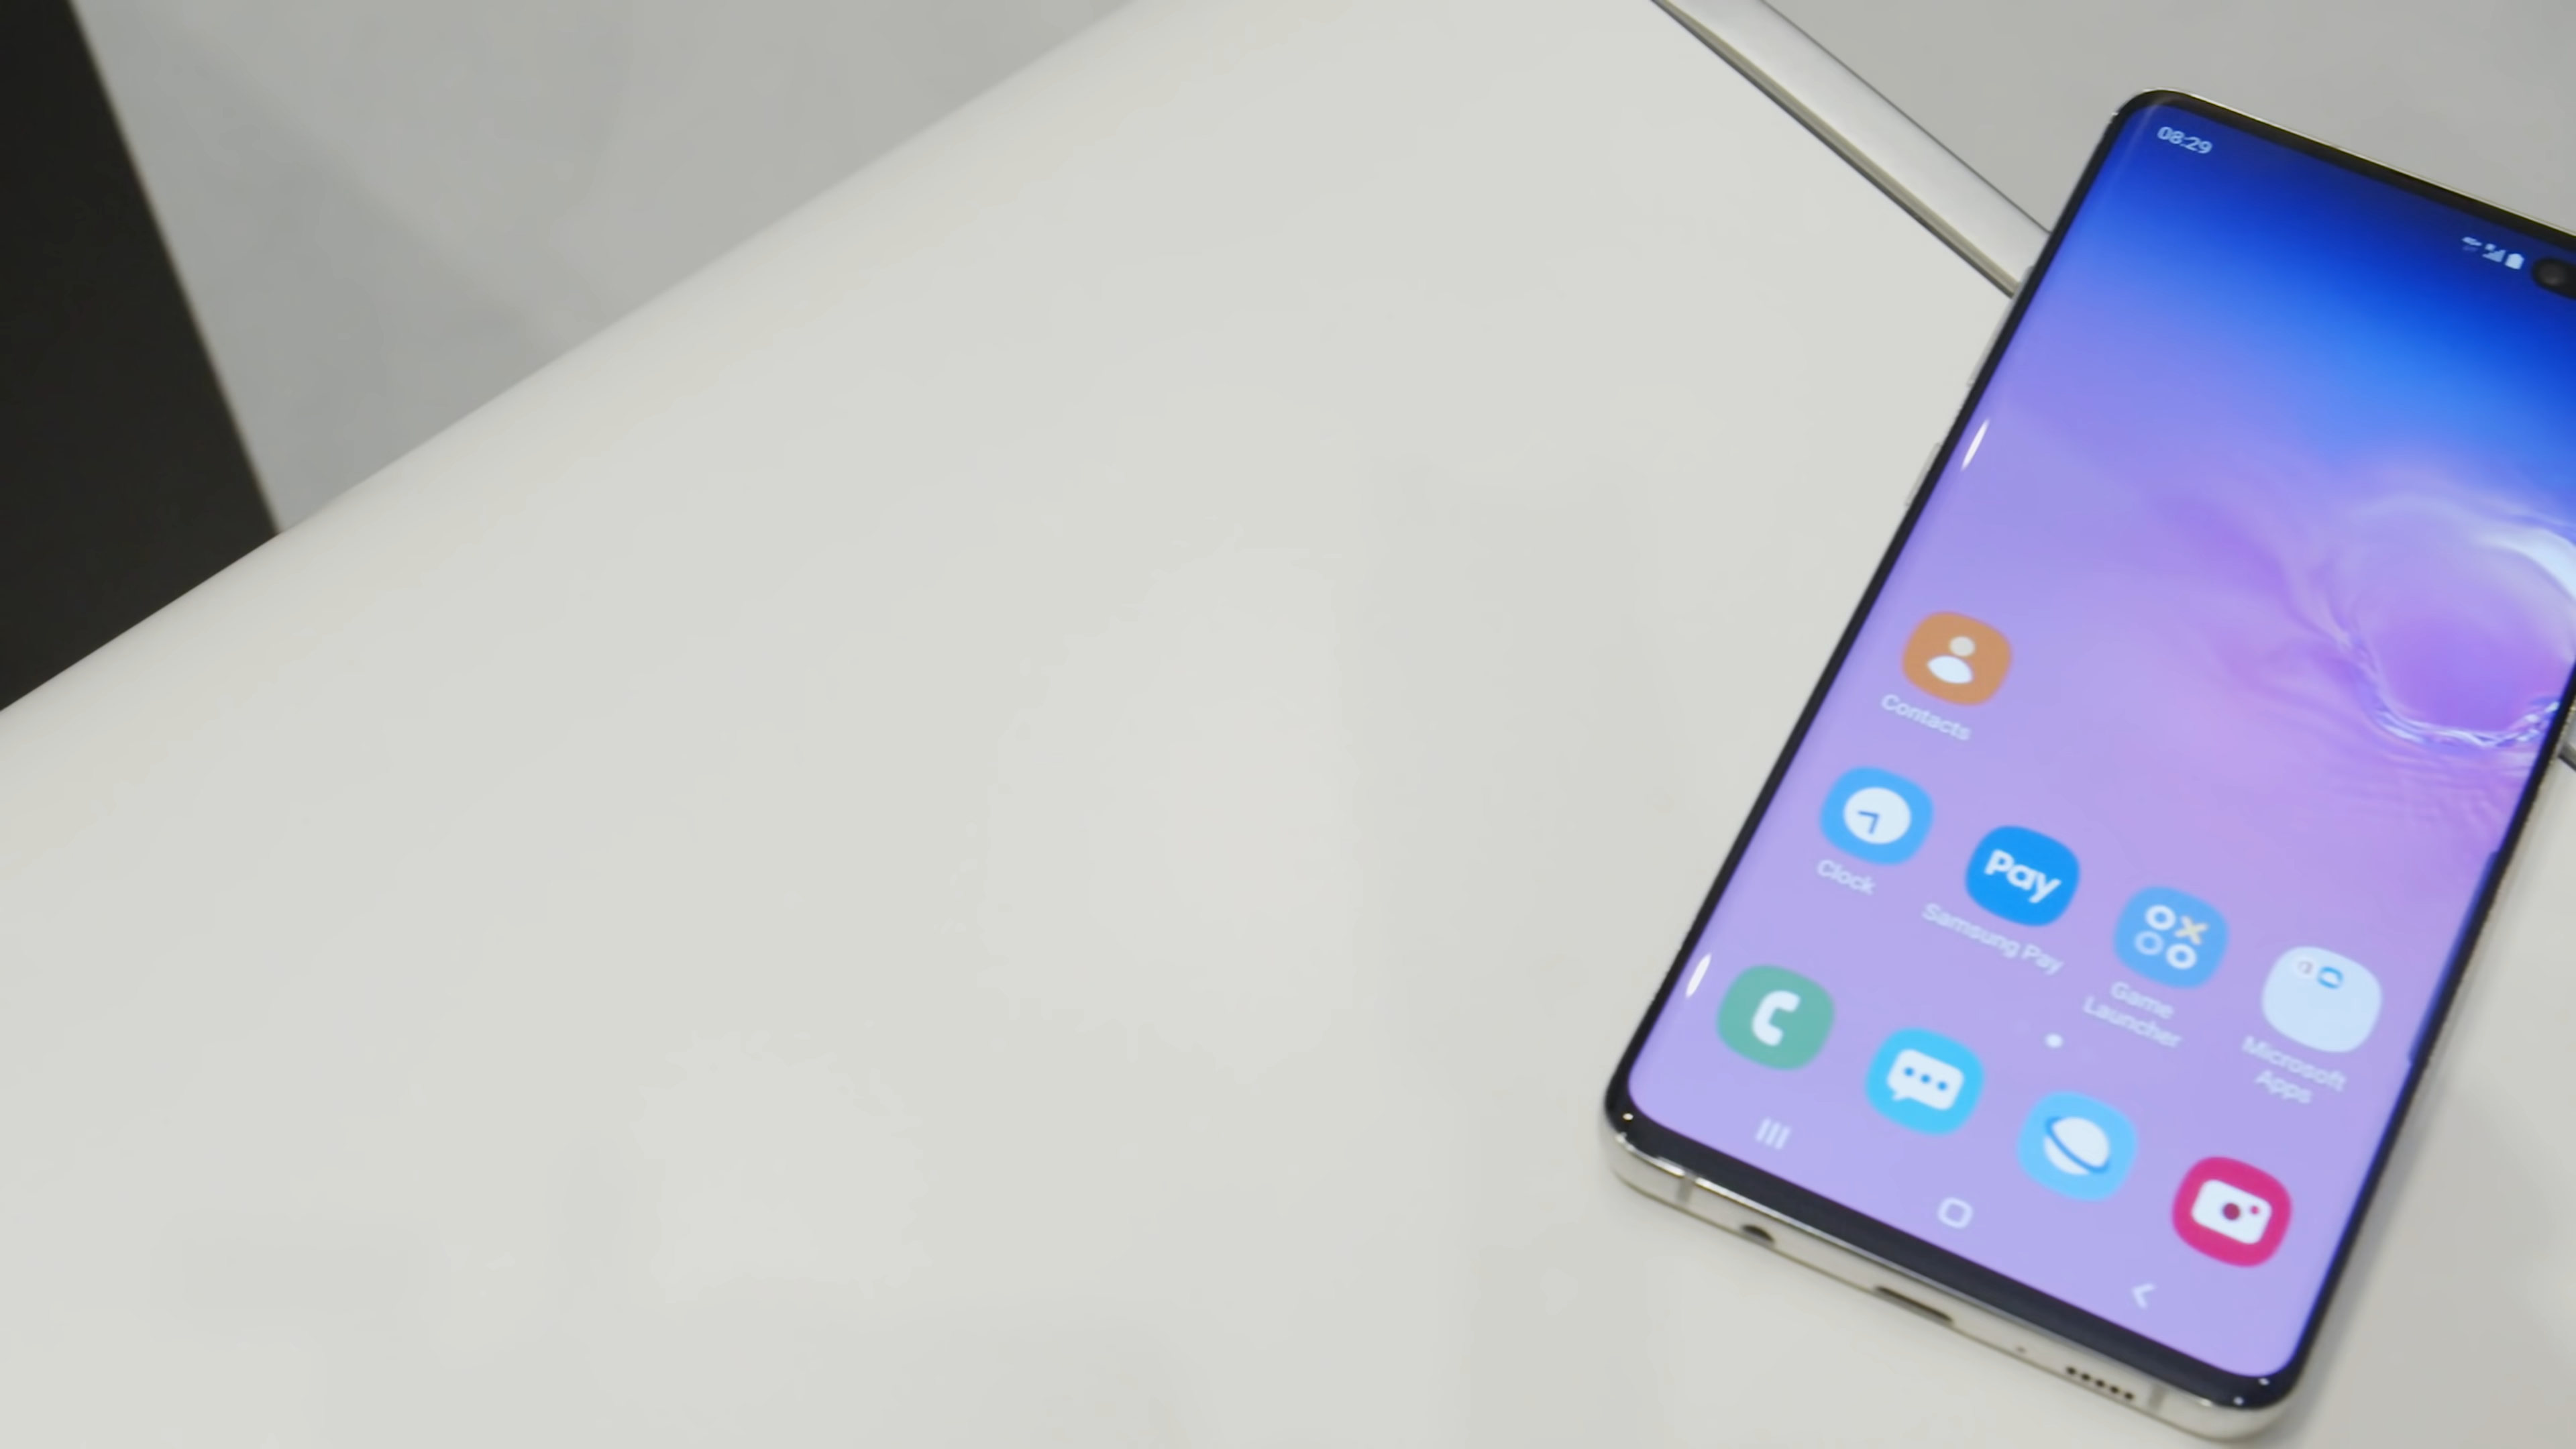 08:29
Contacts
Clock
Pay
Samsung Pay
Game
Launcher
Microsoft
Apps